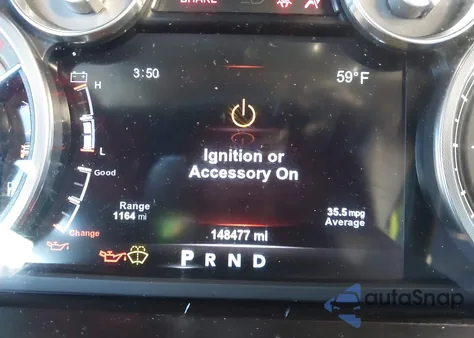 BRAKE
3:50
59°F
H
L
Ignition or
Accessory On
Good
Range
1164 mi
35.5 mpg
Average
Change
148477 mi
P R N D
autoSnap